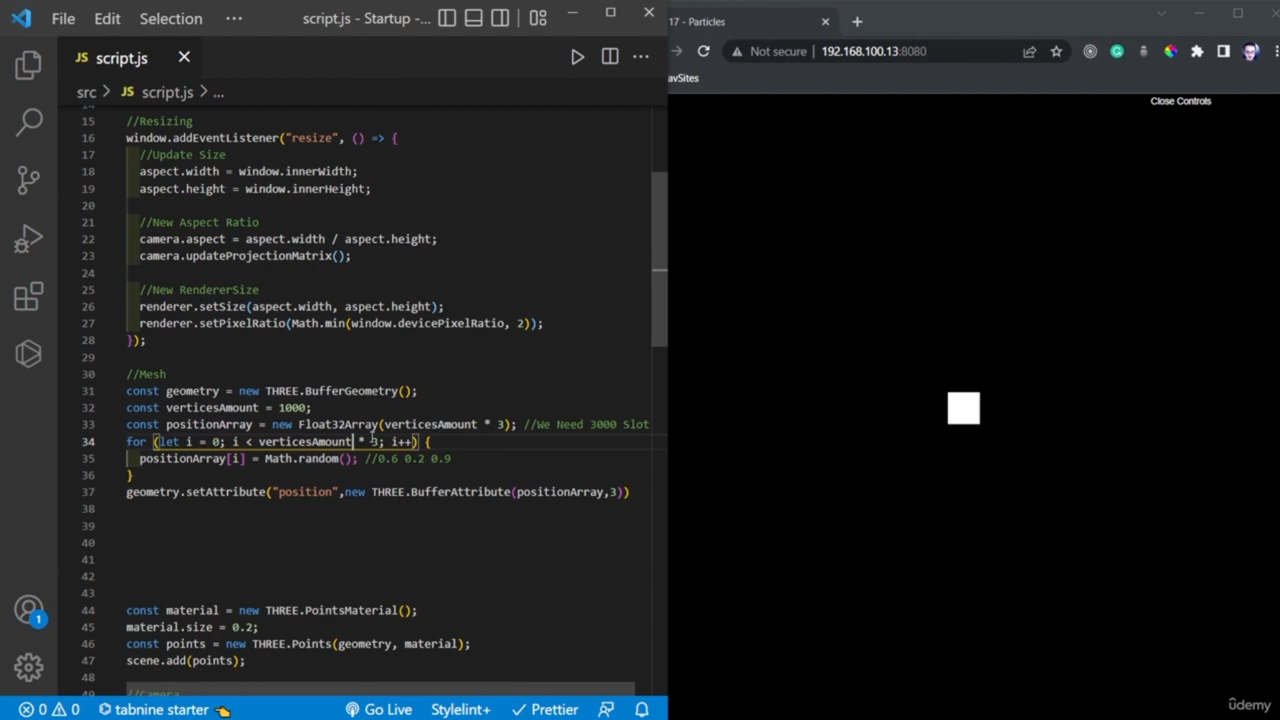 File Edit Selection ··· script.js - Startup -...
JS script.js
src > JS script.js > ...
14
15 //Resizing
16 window.addEventListener("resize", () => {
17 //Update Size
18 aspect.width = window.innerWidth;
19 aspect.height = window.innerHeight;
20
21 //New Aspect Ratio
22 camera.aspect = aspect.width / aspect.height;
23 camera.updateProjectionMatrix();
24
25 //New RendererSize
26 renderer.setSize(aspect.width, aspect.height);
27 renderer.setPixelRatio(Math.min(window.devicePixelRatio, 2));
28 });
29
30 //Mesh
31 const geometry = new THREE.BufferGeometry();
32 const verticesAmount = 1000;
33 const positionArray = new Float32Array(verticesAmount * 3); //We Need 3000 Slot
34 for (let i = 0; i < verticesAmount * 3; i++) {
35 positionArray[i] = Math.random(); //0.6 0.2 0.9
36 }
37 geometry.setAttribute("position",new THREE.BufferAttribute(positionArray,3))
38
39
40
41
42
43
44 const material = new THREE.PointsMaterial();
45 material.size = 0.2;
46 const points = new THREE.Points(geometry, material);
47 scene.add(points);
48
49 //Camera
1
0 0 tabnine starter Go Live Stylelint+ Prettier
17 - Particles
Not secure 192.168.100.13:8080
avSites
Close Controls
ûdemy